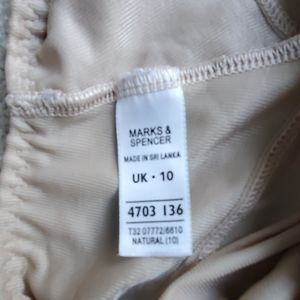 MARKS &
SPENCER
MADE IN SRI LANKA
UK · 10
4703 136
T32 07772/6610
NATURAL (10)